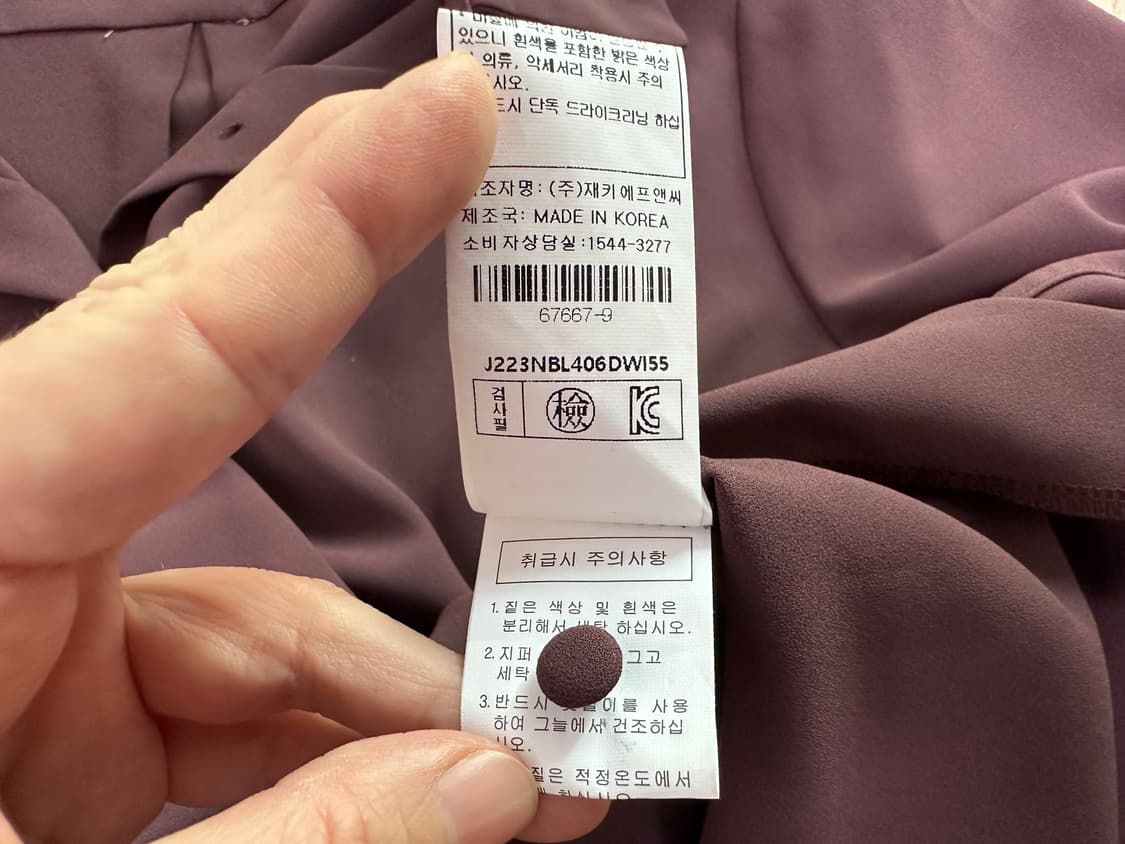 있으니 흰색을 포함한 밝은 색상
의류, 악세서리 착용시 주의
시오.
시 단독 드라이크리닝 하십
조자명: (주)재키에프앤씨
제조국: MADE IN KOREA
소비자상담실:1544-3277
67667-9
J223NBL406DWI55
검사필 檢 KC
취급시 주의사항
1. 짙은 색상 및 흰색은
분리해서 세탁 하십시오.
2. 지퍼 그고
세탁
3. 반드시 를 사용
하여 그늘에서 건조하십
시오.
질은 적정온도에서